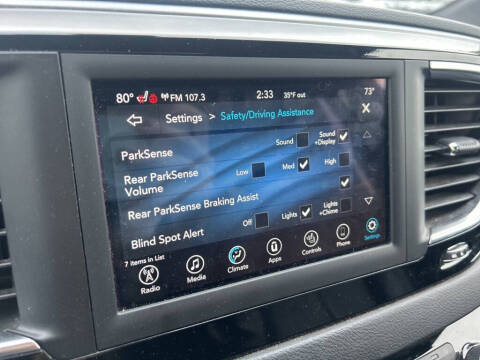 80° FM 107.3 2:33 35°F out 73°
Settings > Safety/Driving Assistance X
ParkSense Sound Sound +Display
Rear ParkSense Volume Low Med High
Rear ParkSense Braking Assist
Blind Spot Alert Off Lights Lights +Chime
7 Items in List
Radio Media Climate Apps Controls Phone Settings